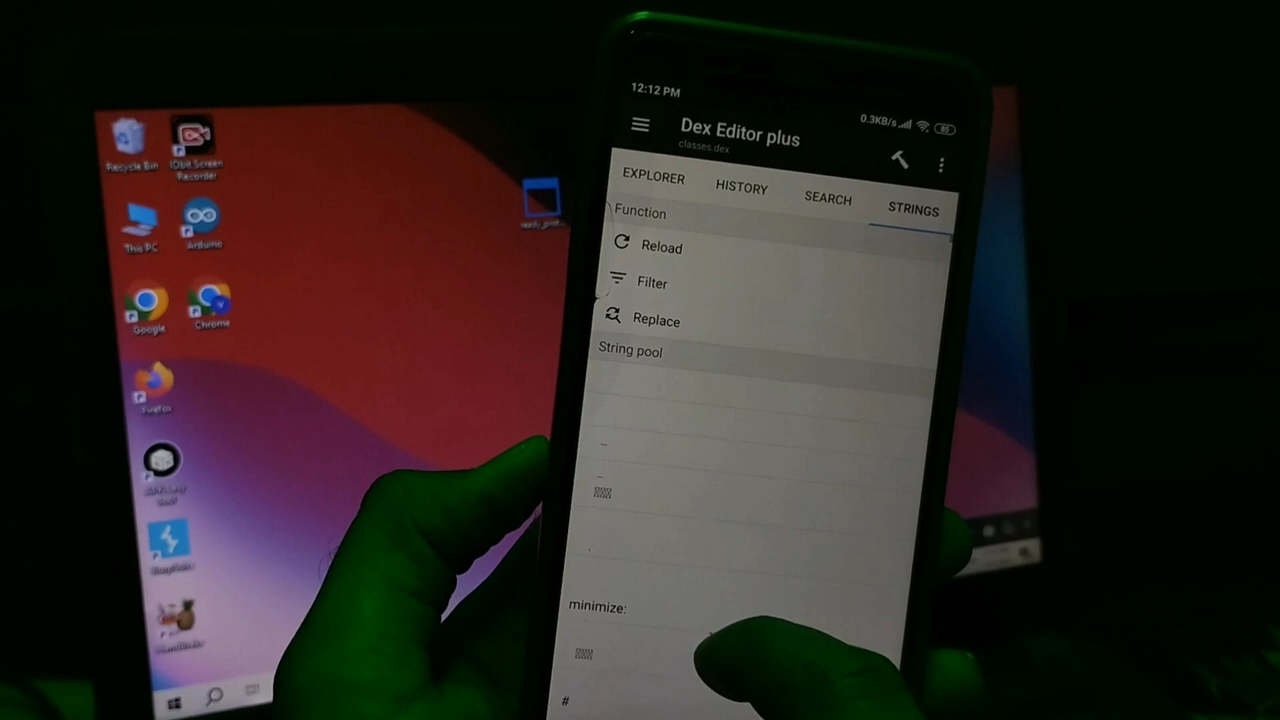 12:12 PM
0.3KB/s
85
Dex Editor plus
classes.dex
EXPLORER
HISTORY
SEARCH
STRINGS
Function
Reload
Filter
Replace
String pool
minimize:
#
Recycle Bin
IObit Screen
Recorder
This PC
Arduino
Google
Chrome
Firefox